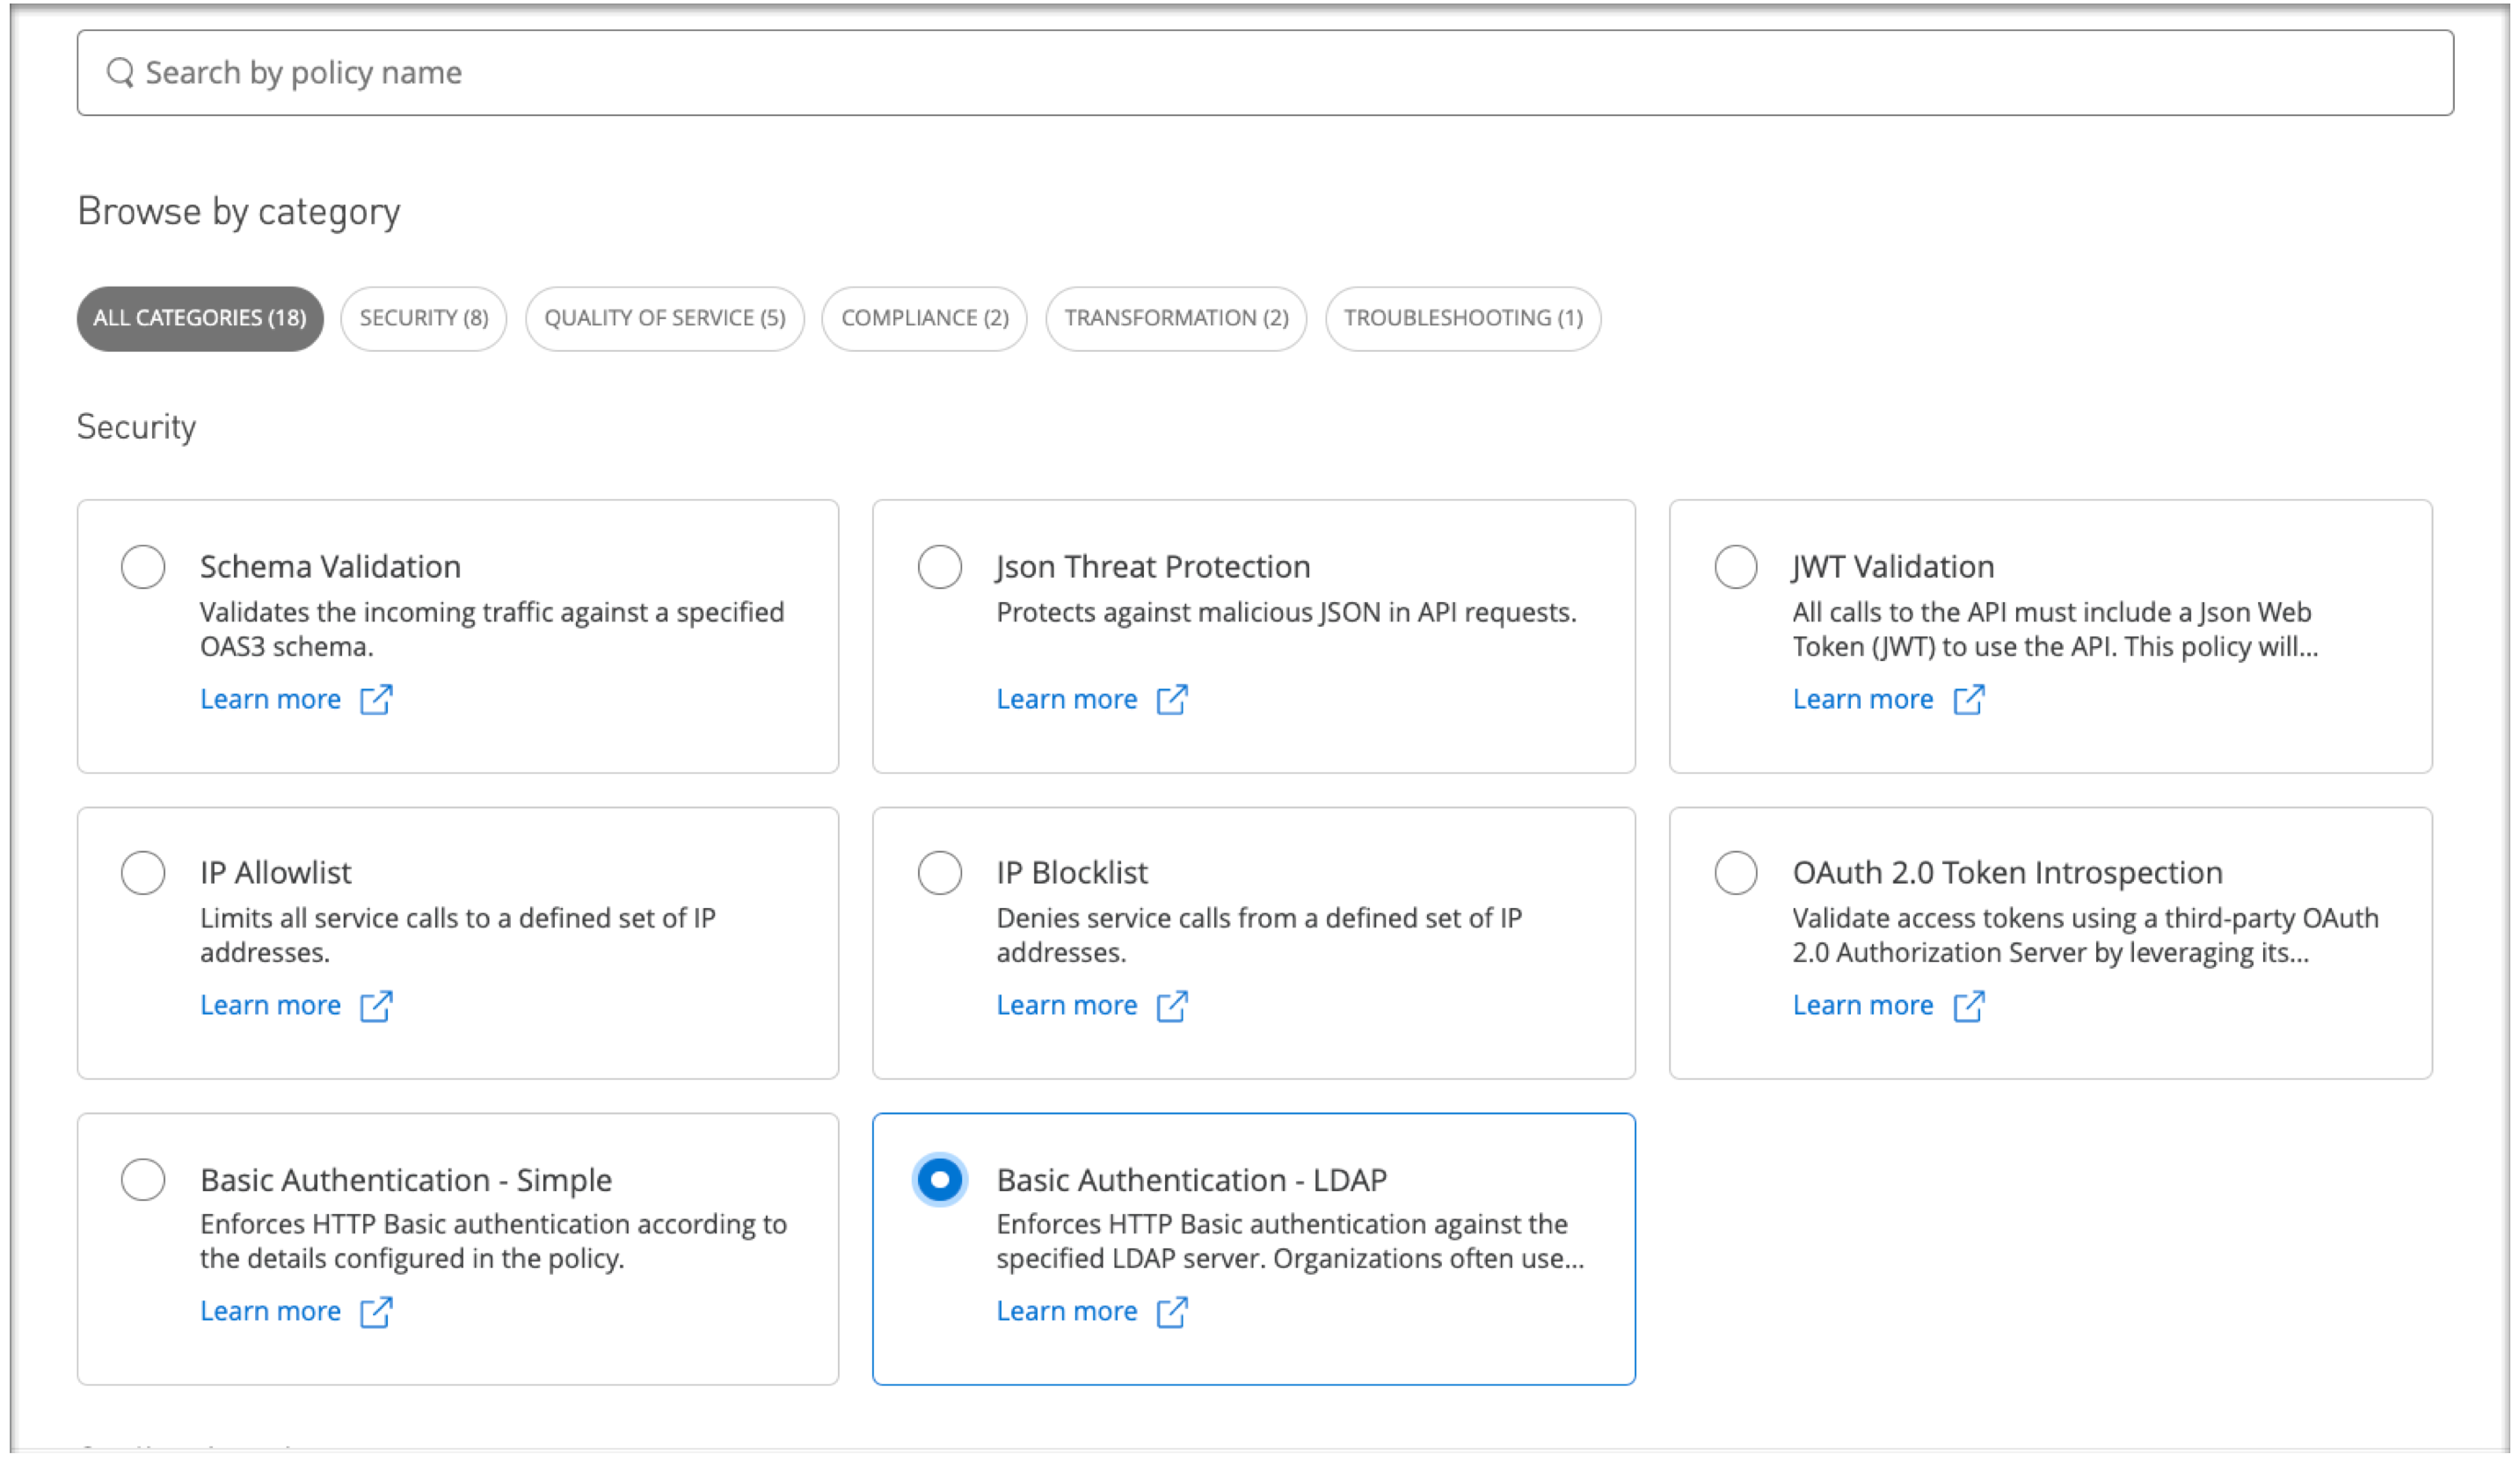 Search by policy name
Browse by category
ALL CATEGORIES (18)
SECURITY (8)
QUALITY OF SERVICE (5)
COMPLIANCE (2)
TRANSFORMATION (2)
TROUBLESHOOTING (1)
Security
Schema Validation
Validates the incoming traffic against a specified
OAS3 schema.
Learn more
Json Threat Protection
Protects against malicious JSON in API requests.
Learn more
JWT Validation
All calls to the API must include a Json Web
Token (JWT) to use the API. This policy will...
Learn more
IP Allowlist
Limits all service calls to a defined set of IP
addresses.
Learn more
IP Blocklist
Denies service calls from a defined set of IP
addresses.
Learn more
OAuth 2.0 Token Introspection
Validate access tokens using a third-party OAuth
2.0 Authorization Server by leveraging its...
Learn more
Basic Authentication - Simple
Enforces HTTP Basic authentication according to
the details configured in the policy.
Learn more
Basic Authentication - LDAP
Enforces HTTP Basic authentication against the
specified LDAP server. Organizations often use...
Learn more